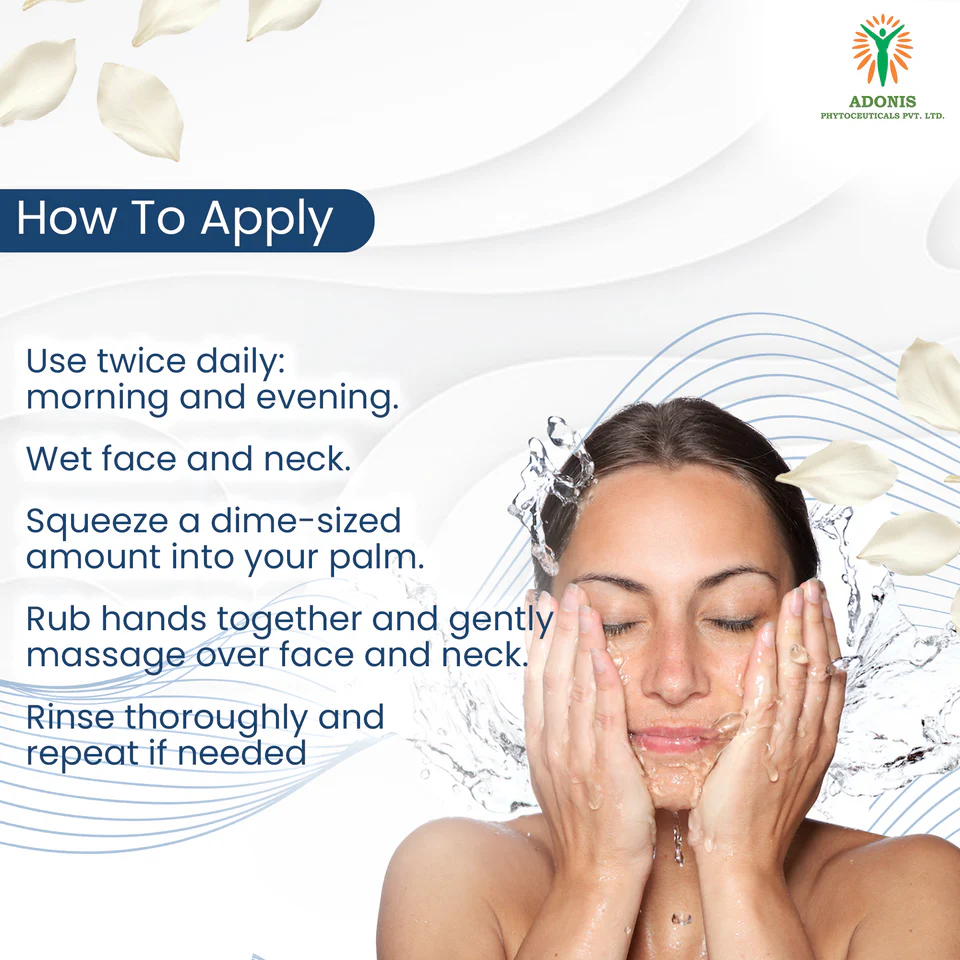 ADONIS
PHYTOCEUTICALS PVT. LTD.
How To Apply
Use twice daily:
morning and evening.
Wet face and neck.
Squeeze a dime-sized
amount into your palm.
Rub hands together and gently
massage over face and neck.
Rinse thoroughly and
repeat if needed